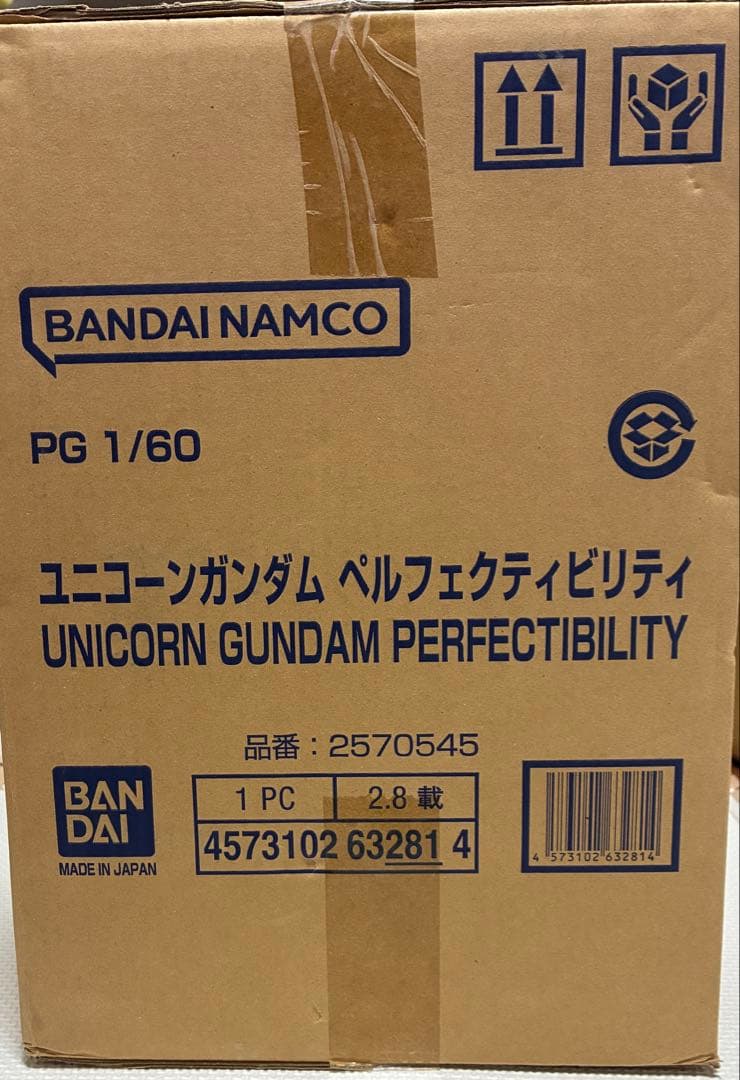 BANDAI NAMCO
PG 1/60
ユニコーンガンダム ペルフェクティビリティ
UNICORN GUNDAM PERFECTIBILITY
品番：2570545
BAN
DAI
MADE IN JAPAN
1 PC 2.8 載
4573102 63281 4
4 573102 632814